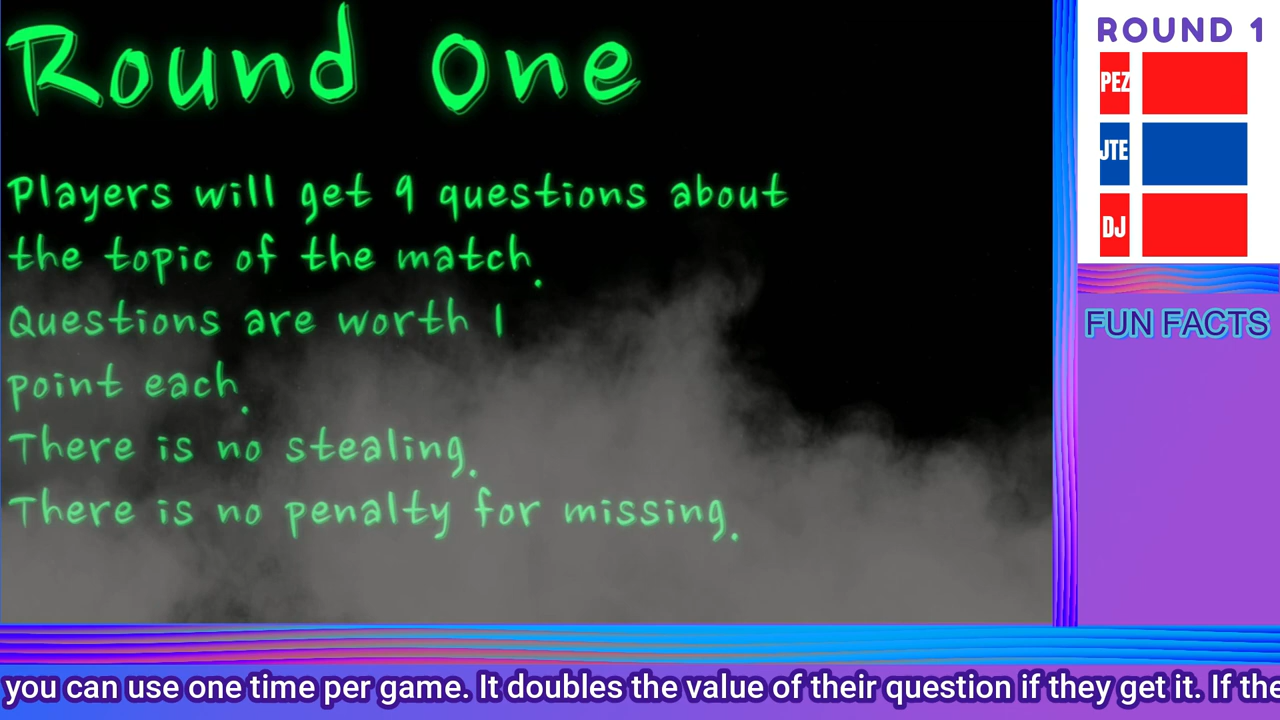 Round One
Players will get 9 questions about
the topic of the match.
Questions are worth 1
point each.
There is no stealing.
There is no penalty for missing.
ROUND 1
PEZ
JTE
DJ
FUN FACTS
you can use one time per game. It doubles the value of their question if they get it. If the